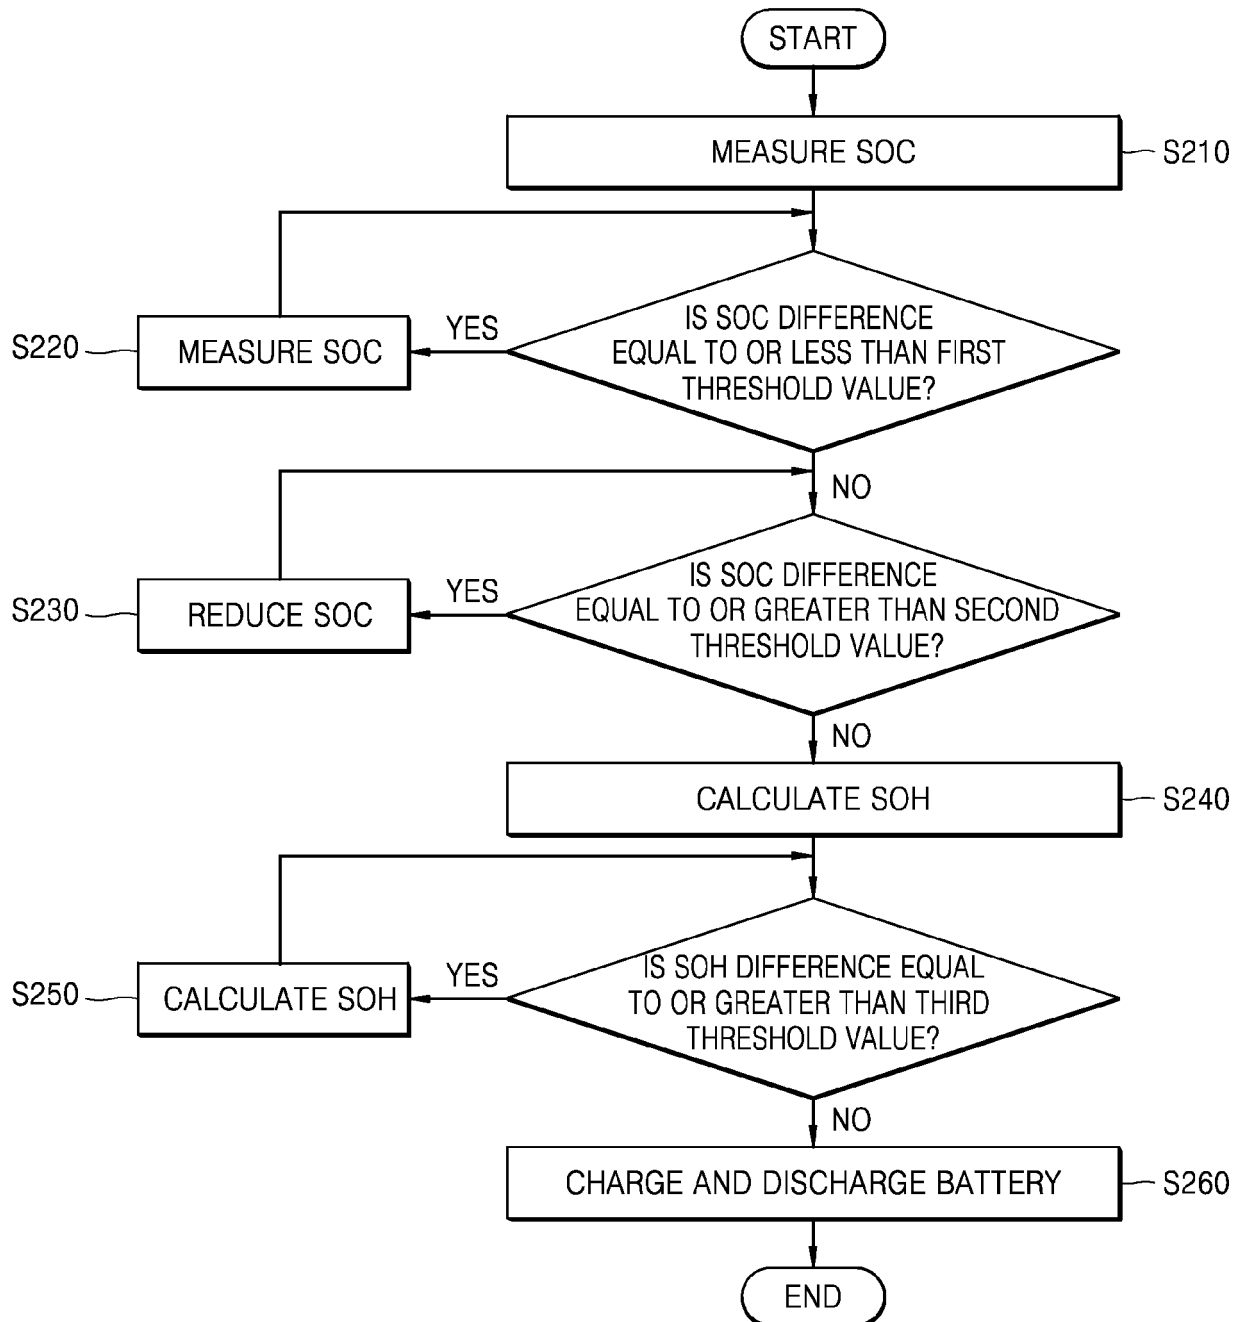 START
MEASURE SOC
S210
IS SOC DIFFERENCE
EQUAL TO OR LESS THAN FIRST
THRESHOLD VALUE?
YES
MEASURE SOC
S220
NO
IS SOC DIFFERENCE
EQUAL TO OR GREATER THAN SECOND
THRESHOLD VALUE?
YES
REDUCE SOC
S230
NO
CALCULATE SOH
S240
IS SOH DIFFERENCE EQUAL
TO OR GREATER THAN THIRD
THRESHOLD VALUE?
YES
CALCULATE SOH
S250
NO
CHARGE AND DISCHARGE BATTERY
S260
END